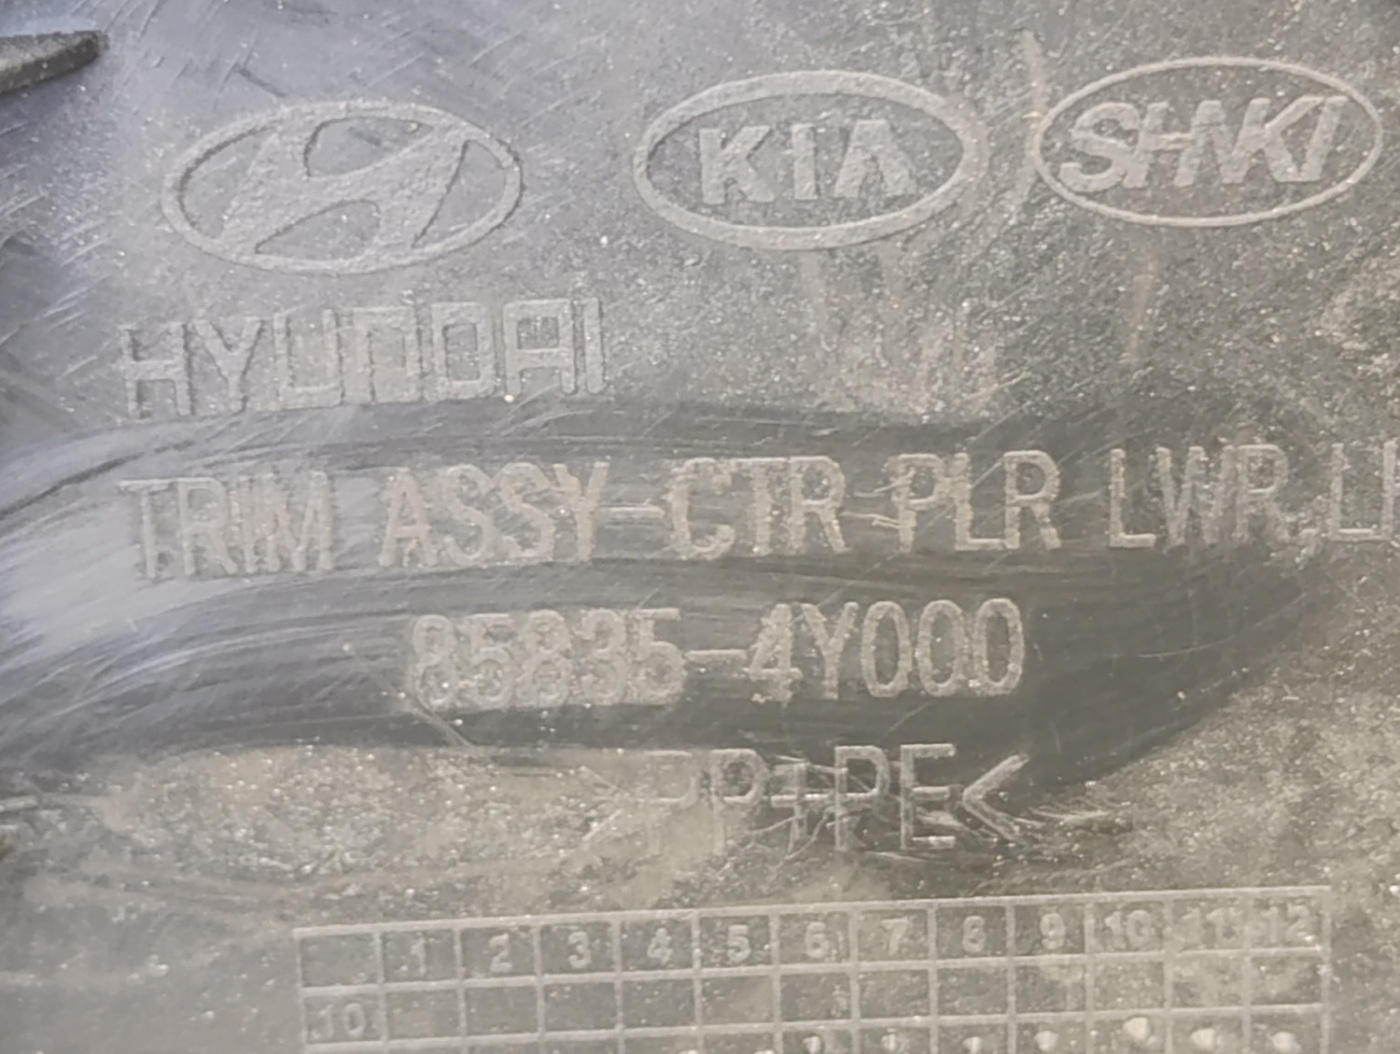 KIA SHIVKI
HYUNDAI
TRIM ASSY-CTR PLR LWR,L
85835-4Y000
>PP+PE<
1 2 3 4 5 6 7 8 9 10 11 12
10